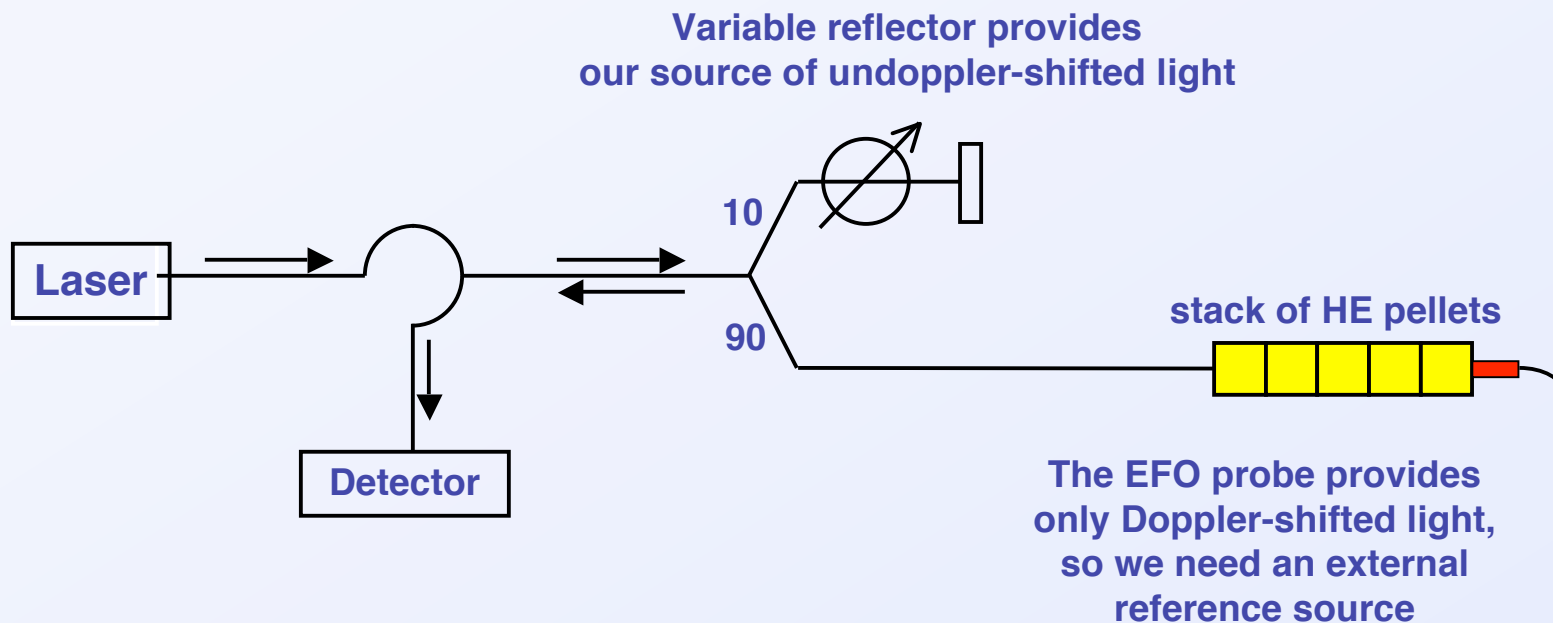 Variable reflector provides
our source of undoppler-shifted light
10
Laser
90
stack of HE pellets
Detector
The EFO probe provides
only Doppler-shifted light,
so we need an external
reference source